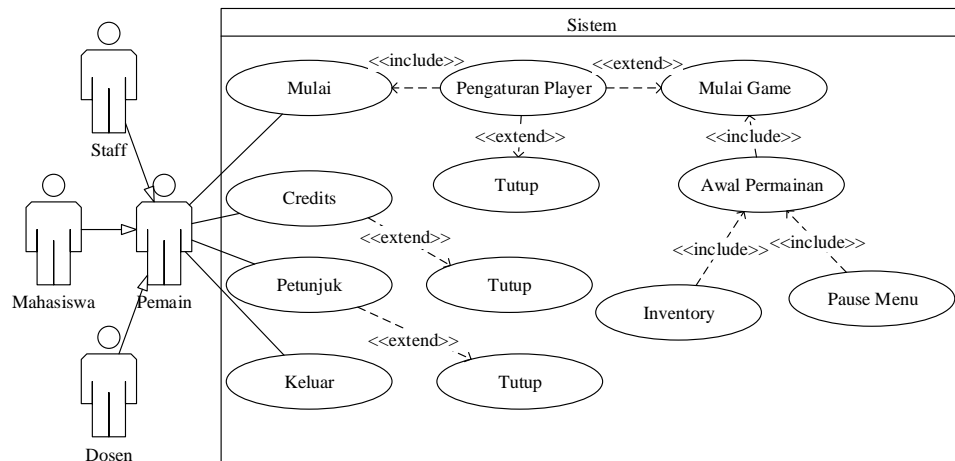 Sistem
<<include>>
<<extend>>
Mulai
Pengaturan Player
Mulai Game
Staff
<<extend>>
<<include>>
Tutup
Awal Permainan
Credits
<<extend>>
<<include>>
<<include>>
Mahasiswa
Pemain
Petunjuk
Tutup
Inventory
Pause Menu
<<extend>>
Keluar
Tutup
Dosen